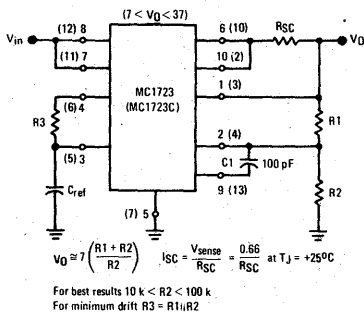 (7 < VO < 37)
(12) 8
6 (10)
RSC
Vin
VO
(11) 7
10 (2)
MC1723
(MC1723C)
1 (3)
(6) 4
R3
R1
2 (4)
(5) 3
C1
100 pF
Cref
9 (13)
R2
(7) 5
VO ≅ 7 (R1 + R2 / R2) ISC = Vsense / RSC = 0.66 / RSC at TJ = +25°C
For best results 10 k < R2 < 100 k
For minimum drift R3 = R1||R2